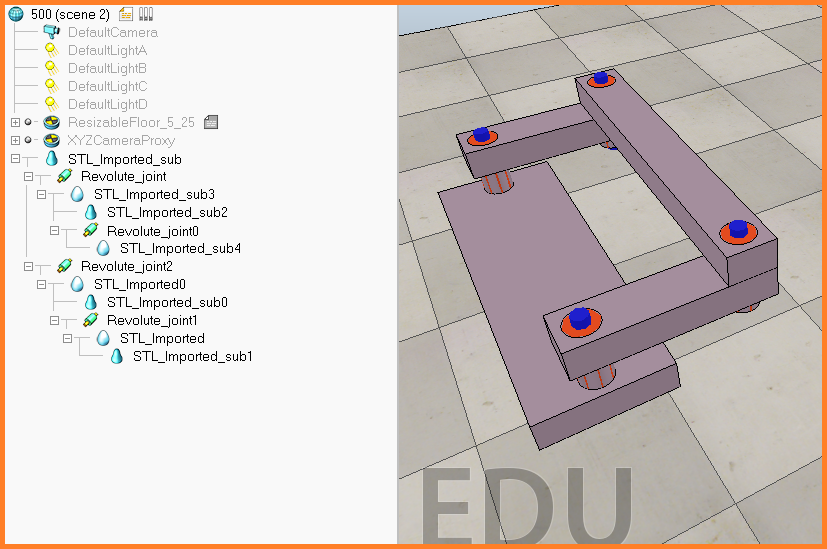 500 (scene 2)
DefaultCamera
DefaultLightA
DefaultLightB
DefaultLightC
DefaultLightD
ResizableFloor_5_25
XYZCameraProxy
STL_Imported_sub
Revolute_joint
STL_Imported_sub3
STL_Imported_sub2
Revolute_joint0
STL_Imported_sub4
Revolute_joint2
STL_Imported0
STL_Imported_sub0
Revolute_joint1
STL_Imported
STL_Imported_sub1
EDU